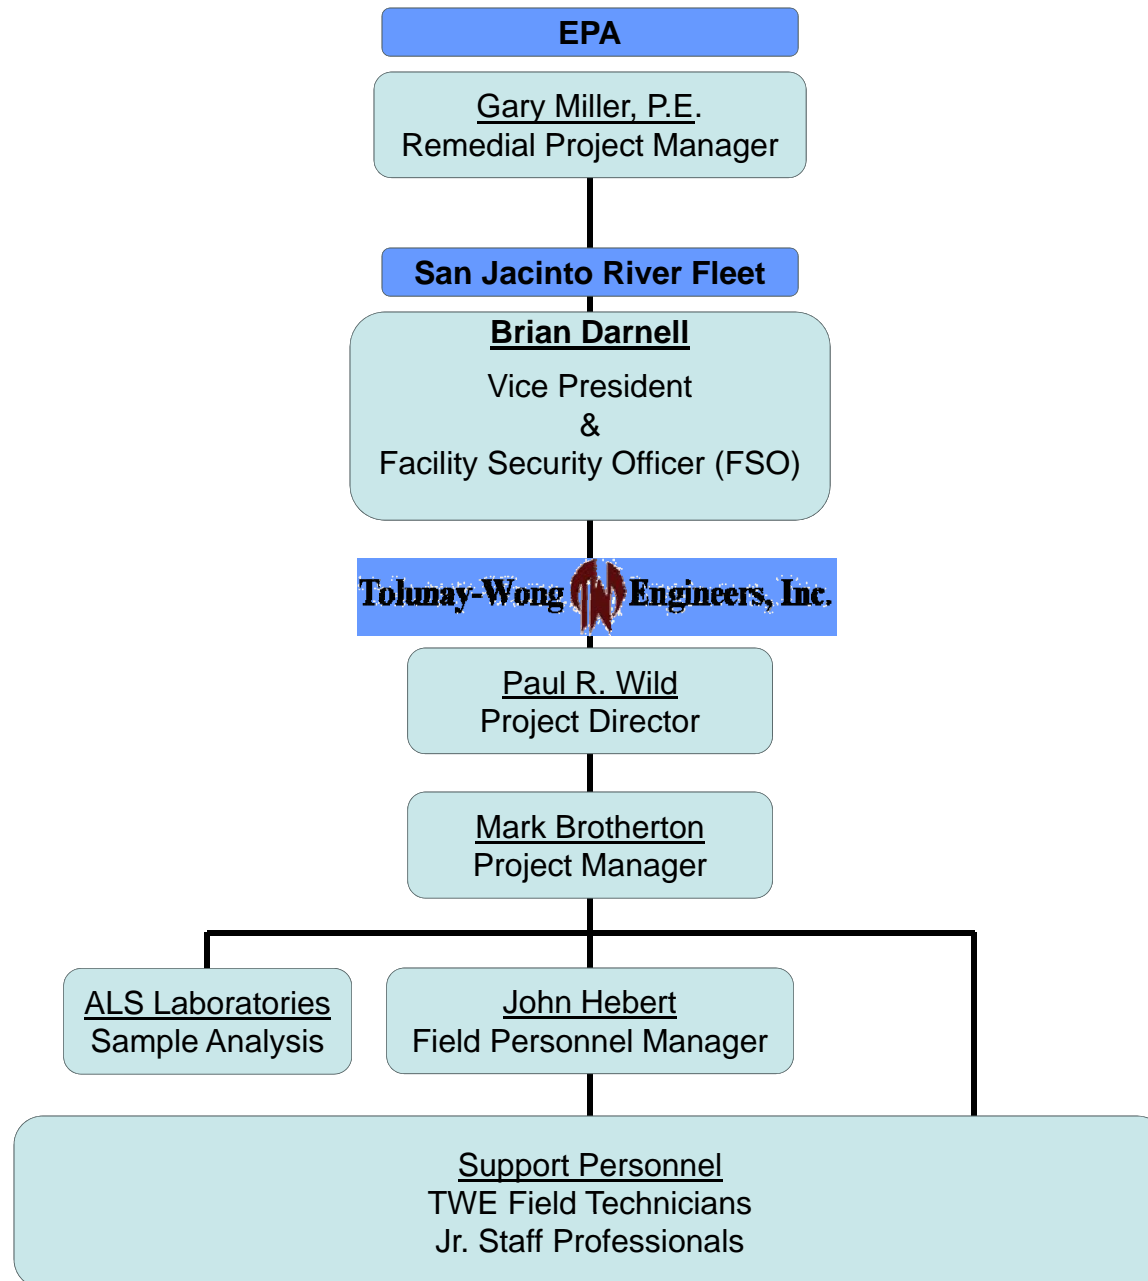 EPA
Gary Miller, P.E.
Remedial Project Manager
San Jacinto River Fleet
Brian Darnell
Vice President
&
Facility Security Officer (FSO)
Tolunay-Wong Engineers, Inc.
Paul R. Wild
Project Director
Mark Brotherton
Project Manager
ALS Laboratories
Sample Analysis
John Hebert
Field Personnel Manager
Support Personnel
TWE Field Technicians
Jr. Staff Professionals